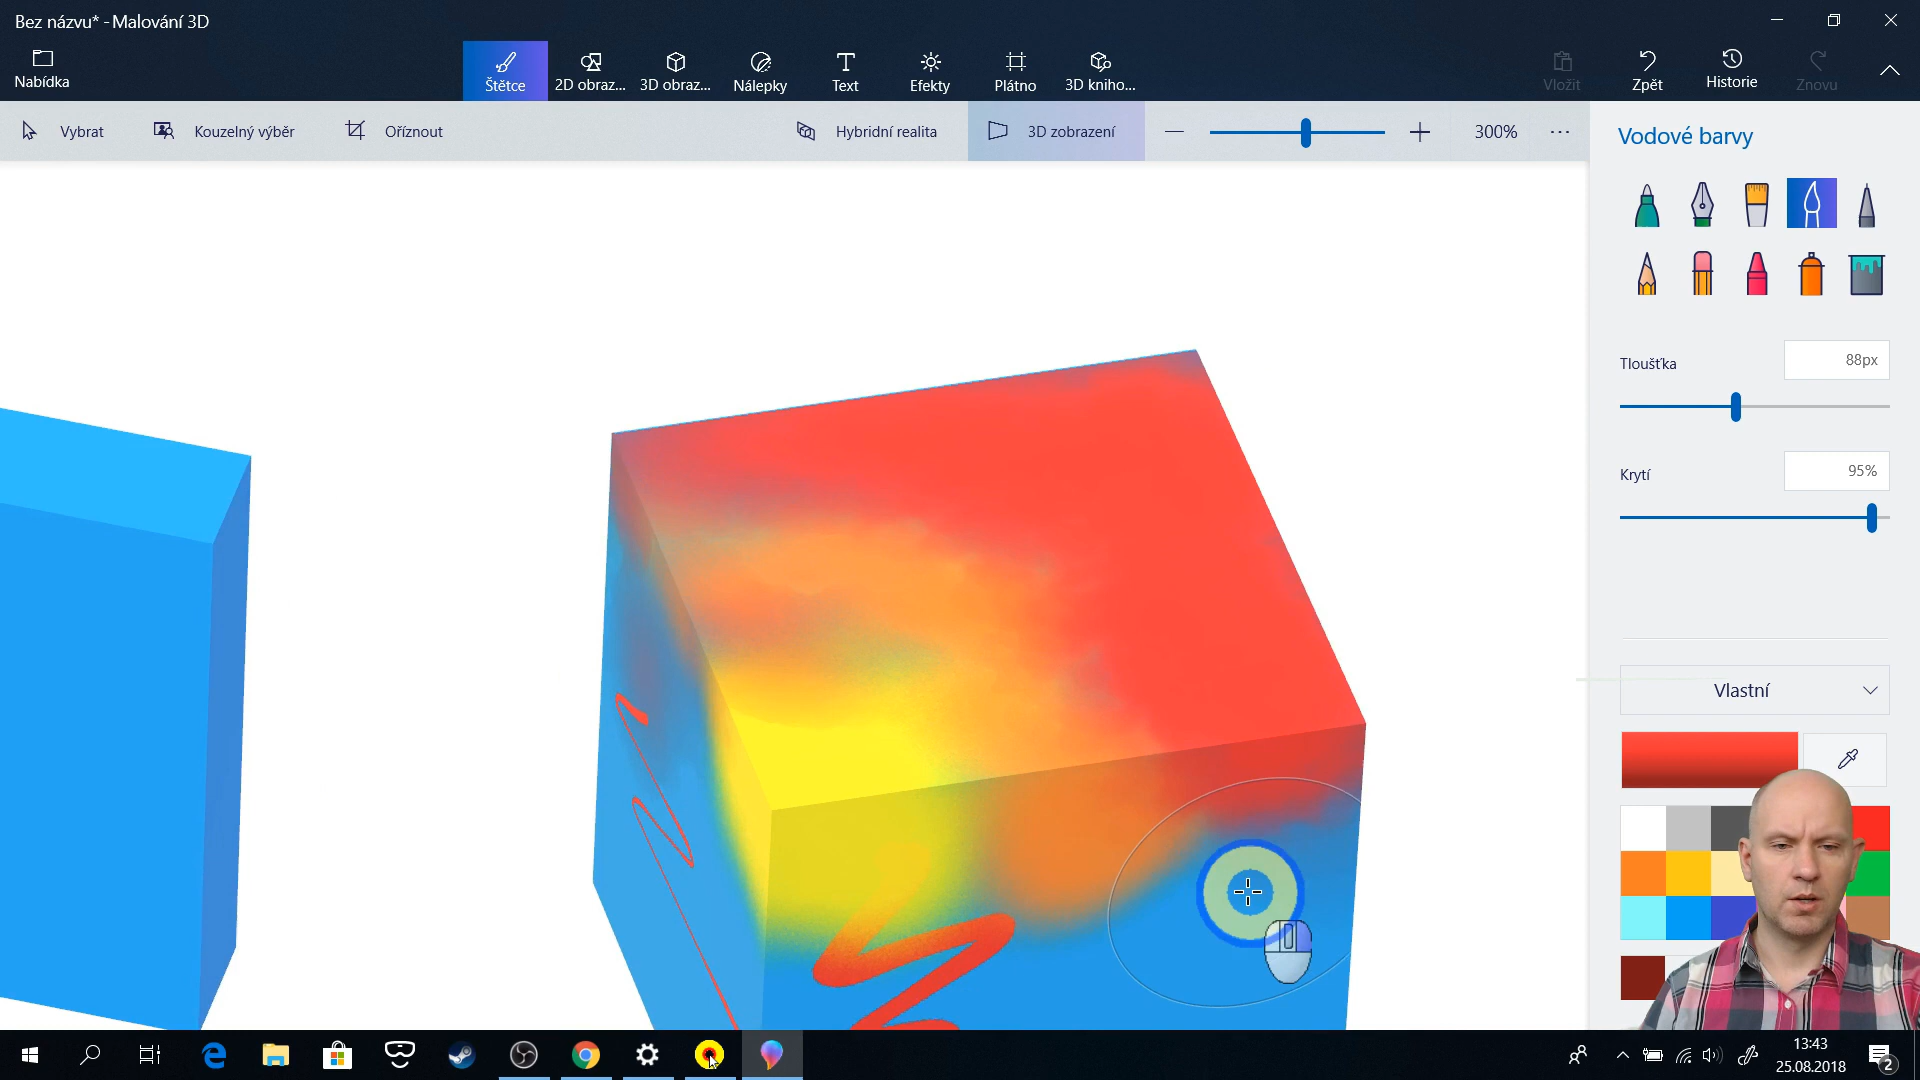 Bez názvu* - Malování 3D
Nabídka
Štětce
2D obraz...
3D obraz...
Nálepky
Text
Efekty
Plátno
3D kniho...
Vložit
Zpět
Historie
Znovu
Vybrat
Kouzelný výběr
Oříznout
Hybridní realita
3D zobrazení
300%
Vodové barvy
Tloušťka
88px
Krytí
95%
Vlastní
13:43
25.08.2018
2